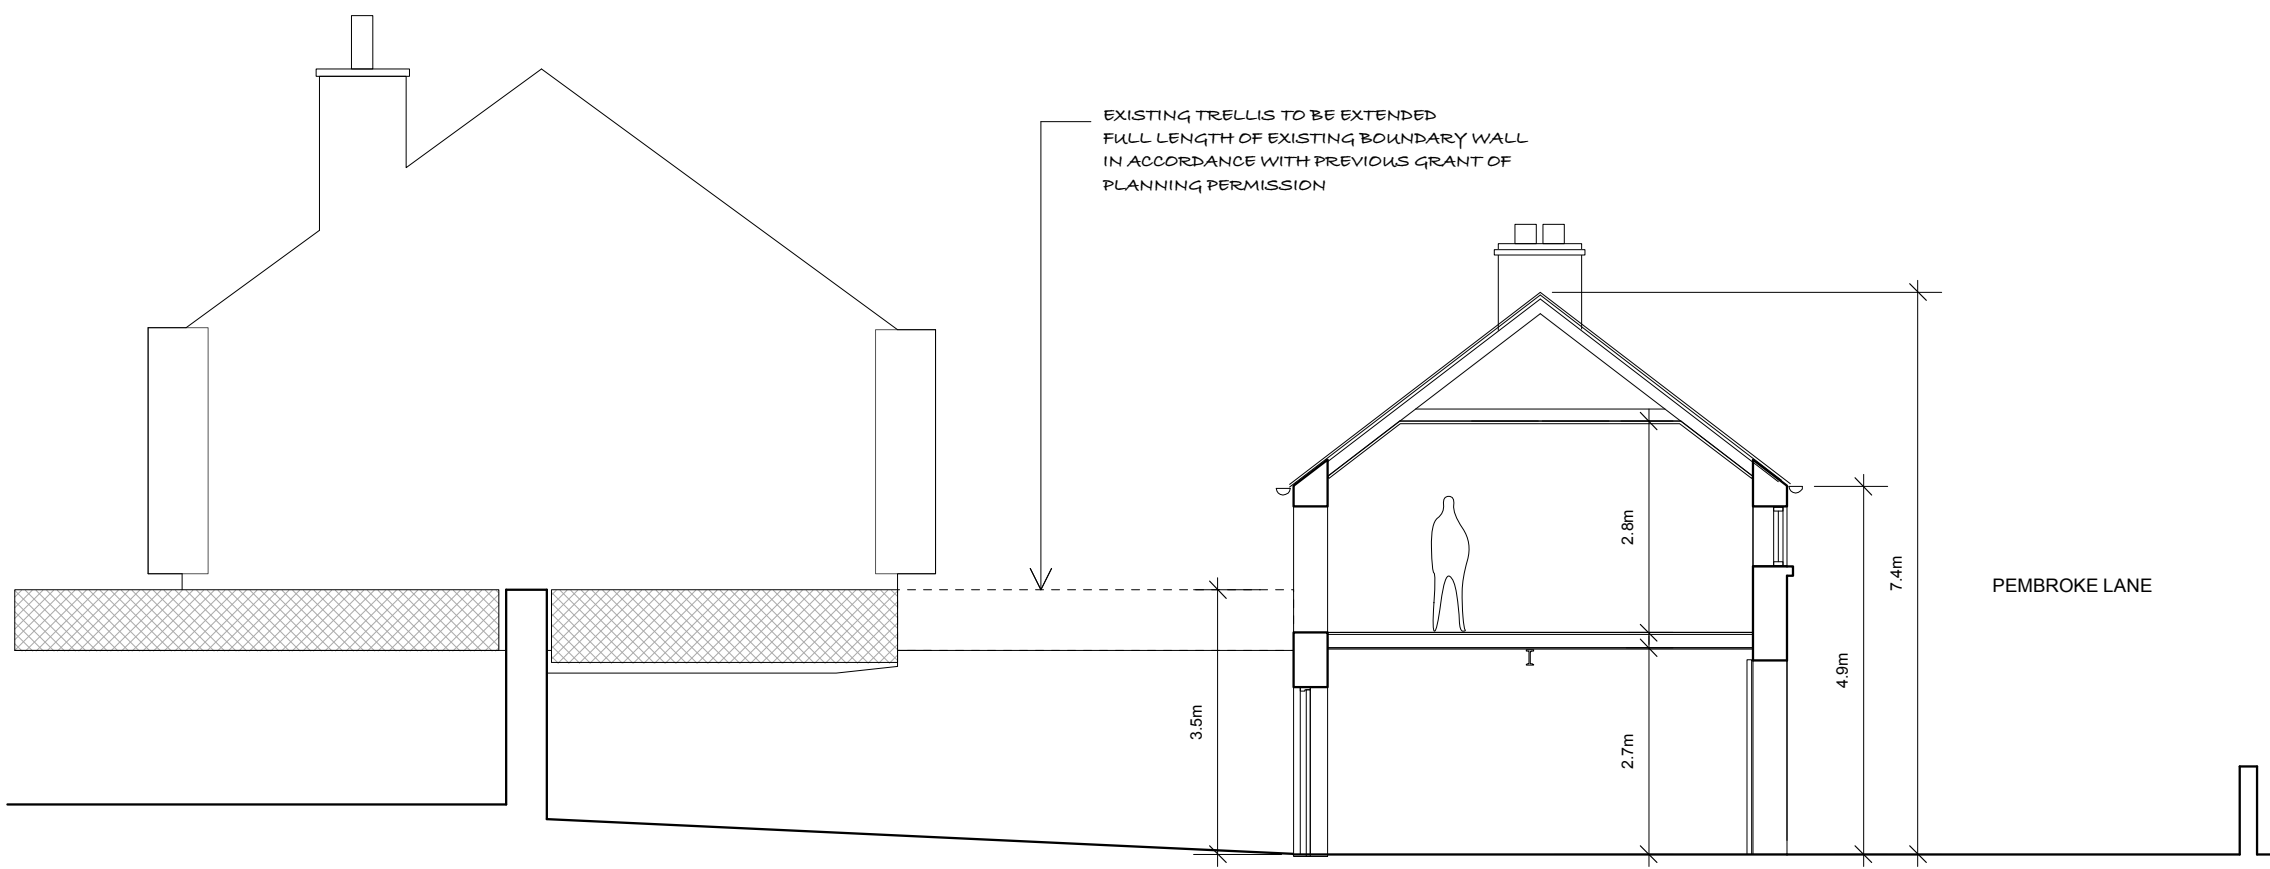 EXISTING TRELLIS TO BE EXTENDED
FULL LENGTH OF EXISTING BOUNDARY WALL
IN ACCORDANCE WITH PREVIOUS GRANT OF
PLANNING PERMISSION
2.8m
7.4m
PEMBROKE LANE
4.9m
3.5m
2.7m